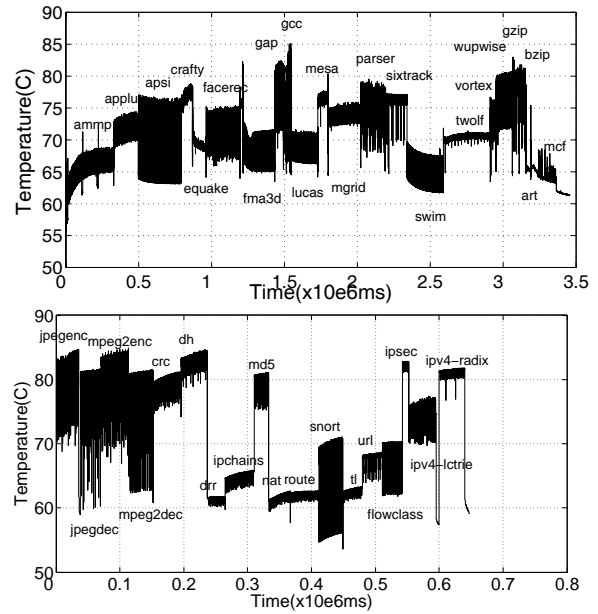 90
85
80
75
70
65
60
55
50
Temperature(C)
gcc
gap
gzip
wupwise
bzip
crafty
apsi
facerec
mesa
parser
sixtrack
vortex
applu
ammp
twolf
mcf
equake
fma3d
lucas
mgrid
swim
art
0 0.5 1 1.5 2 2.5 3 3.5
Time(x10e6ms)
90
80
70
60
50
Temperature(C)
jpegenc
mpeg2enc
dh
crc
md5
ipsec
ipv4-radix
snort
url
ipchains
drr
nat
route
tl
ipv4-lctrie
flowclass
mpeg2dec
jpegdec
0 0.1 0.2 0.3 0.4 0.5 0.6 0.7 0.8
Time(x10e6ms)